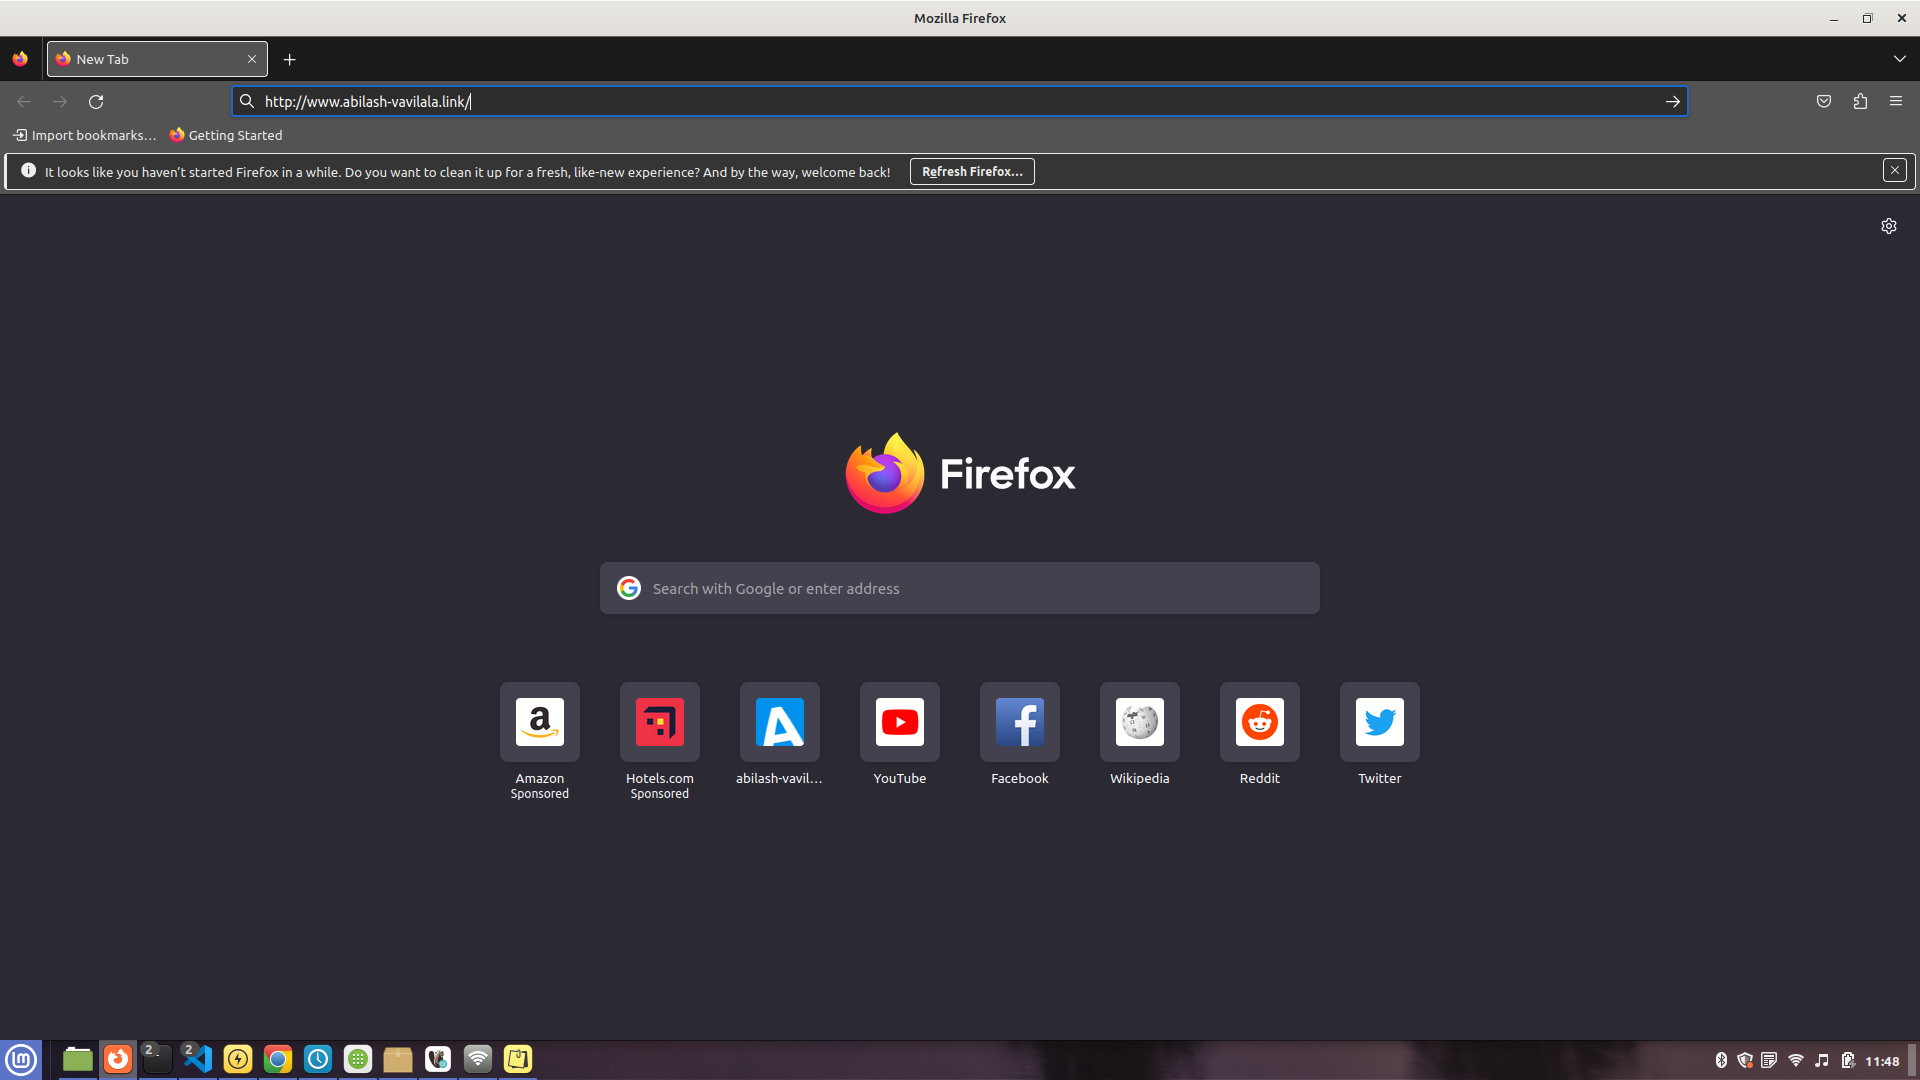 Mozilla Firefox
New Tab
http://www.abilash-vavilala.link/
Import bookmarks…
Getting Started
It looks like you haven’t started Firefox in a while. Do you want to clean it up for a fresh, like-new experience? And by the way, welcome back!
Refresh Firefox…
Firefox
Search with Google or enter address
Amazon
Sponsored
Hotels.com
Sponsored
abilash-vavil…
YouTube
Facebook
Wikipedia
Reddit
Twitter
2
2
11:48